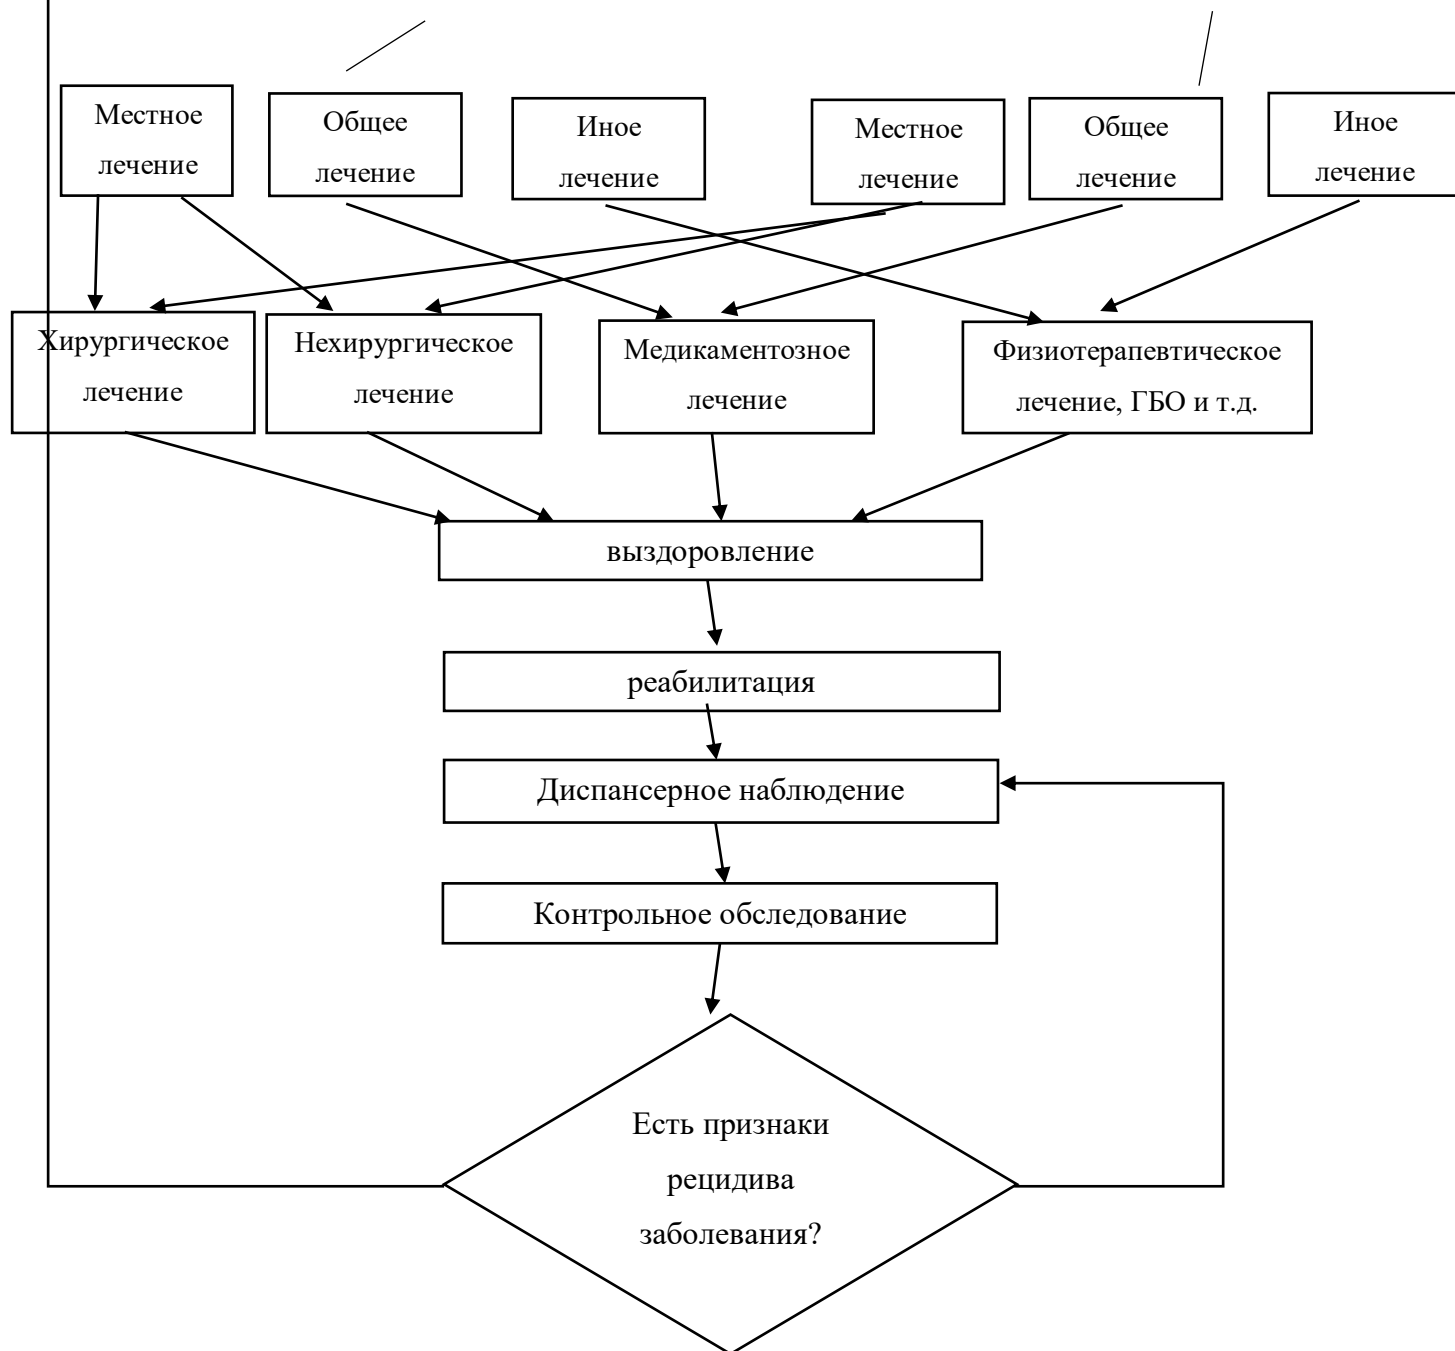 Местное
лечение
Общее
лечение
Иное
лечение
Местное
лечение
Общее
лечение
Иное
лечение
Хирургическое
лечение
Нехирургическое
лечение
Медикаментозное
лечение
Физиотерапевтическое
лечение, ГБО и т.д.
выздоровление
реабилитация
Диспансерное наблюдение
Контрольное обследование
Есть признаки
рецидива
заболевания?